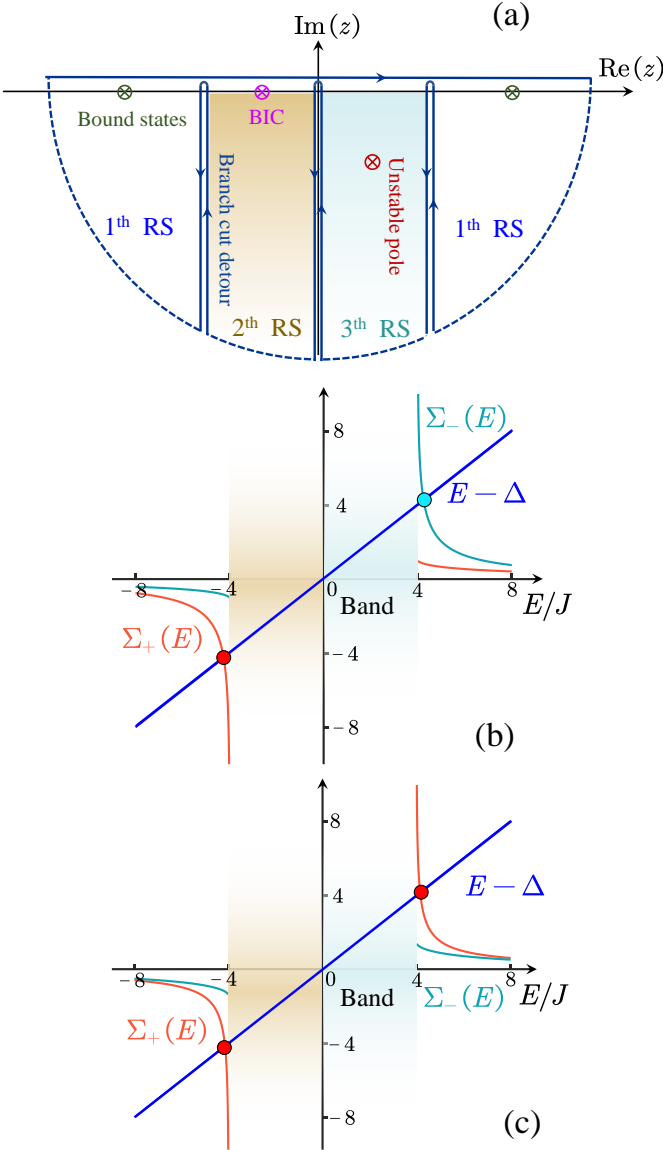 (a)
Im(z)
Re(z)
Bound states
BIC
Branch cut detour
Unstable pole
1th RS
1th RS
2th RS
3th RS
8
Σ₋(E)
E − Δ
4
−8
−4
0
4
8
Band
E/J
Σ₊(E)
−4
−8
(b)
8
E − Δ
4
−8
−4
0
4
8
Band
Σ₋(E)
E/J
Σ₊(E)
−4
−8
(c)